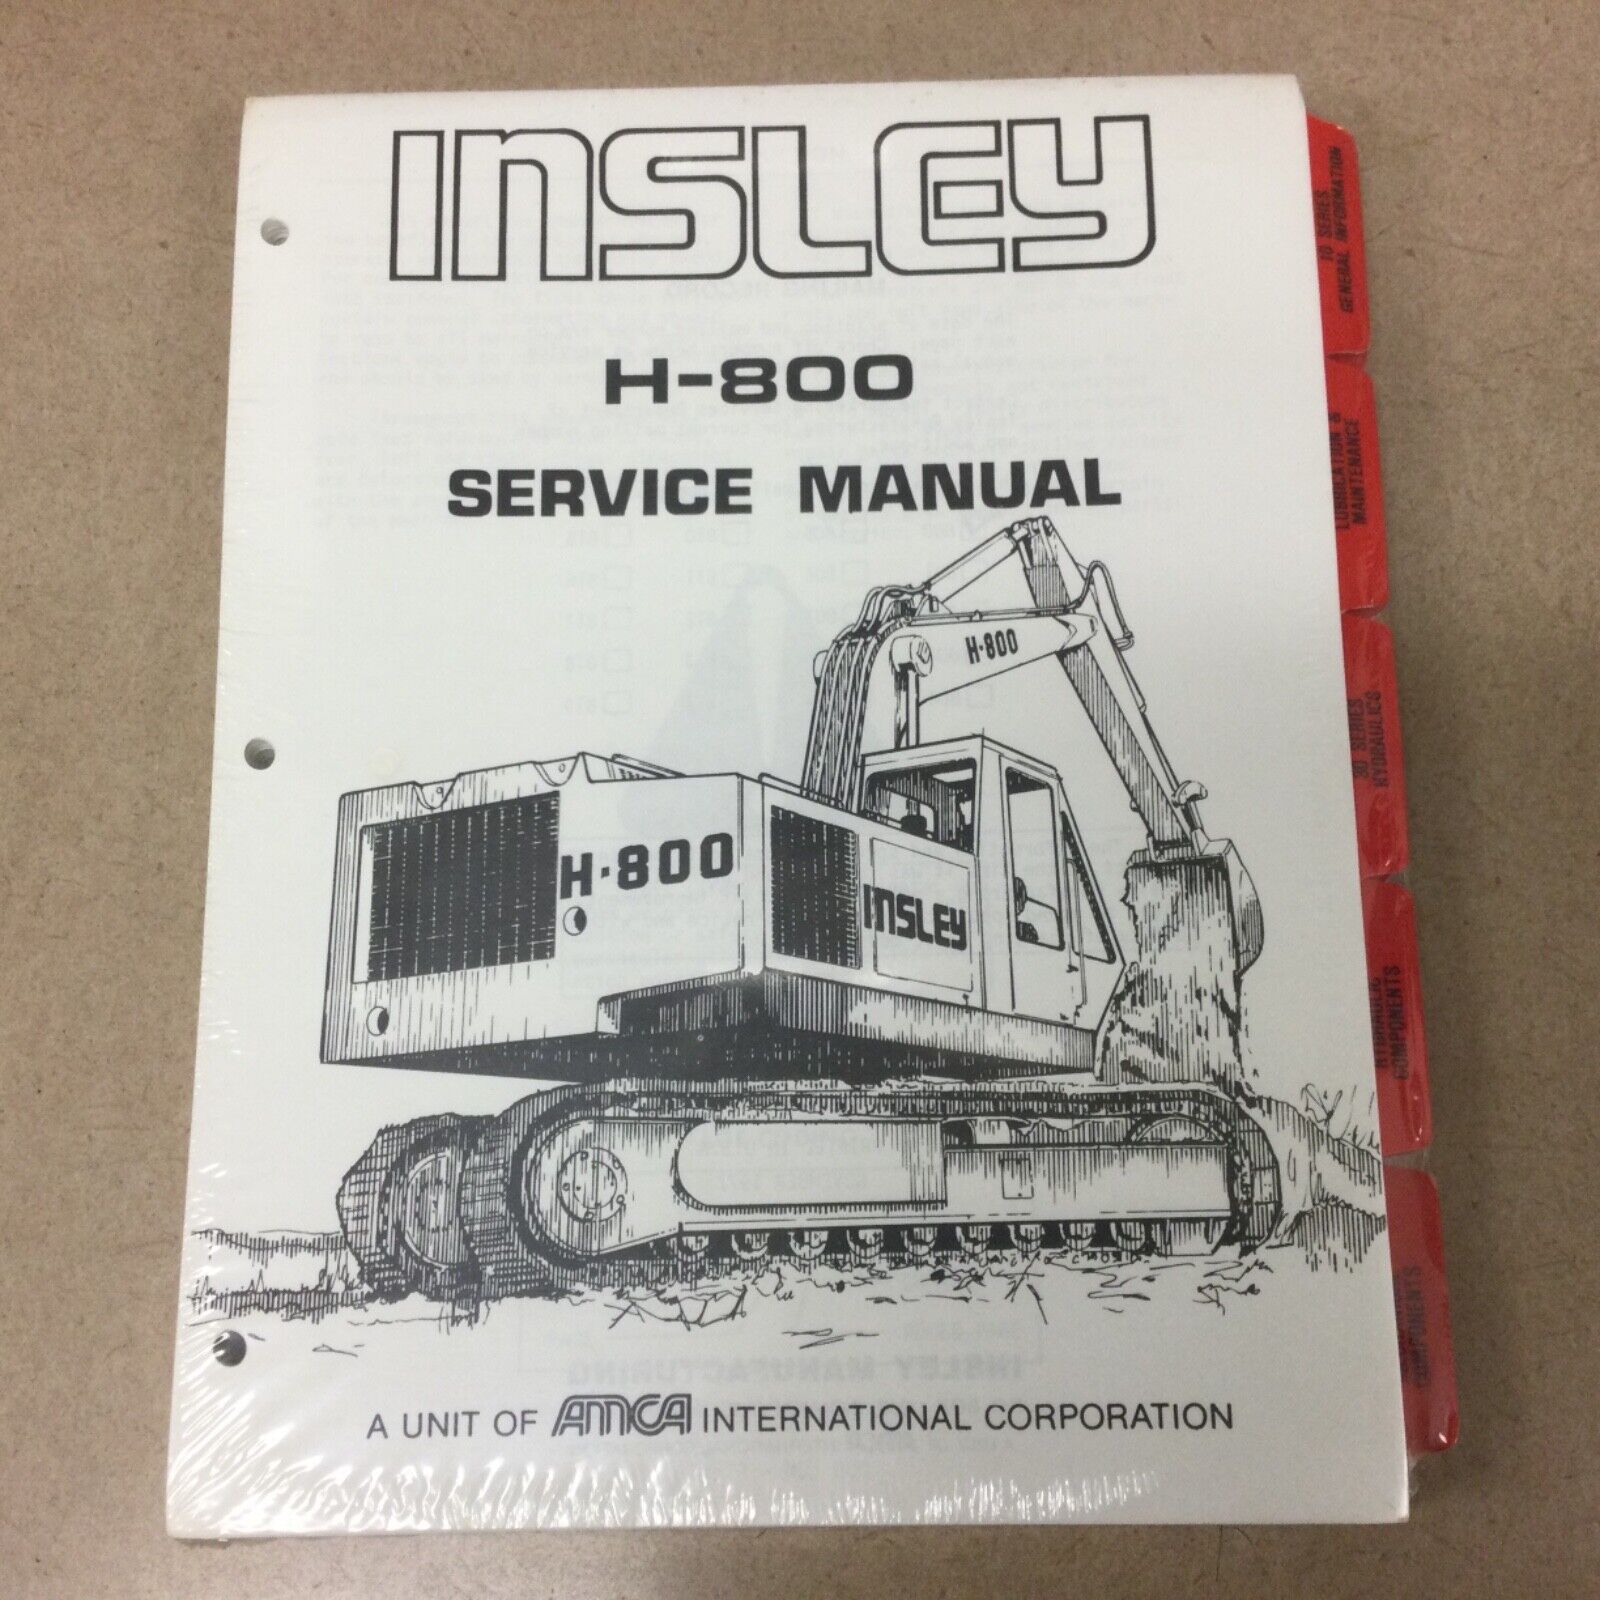 INSLEY
H-800
SERVICE MANUAL
H-800
H-800
INSLEY
A UNIT OF AMCA INTERNATIONAL CORPORATION
10 SERIES
GENERAL INFORMATION
LUBRICATION &
MAINTENANCE
30 SERIES
HYDRAULICS
HYDRAULIC
COMPONENTS
COMPONENTS